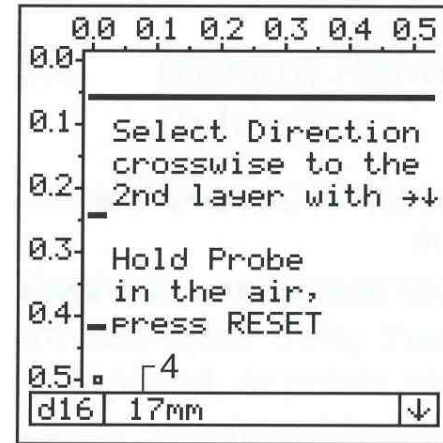 0.0 0.1 0.2 0.3 0.4 0.5
0.0
0.1
Select Direction
crosswise to the
0.2
2nd layer with →↓
0.3
Hold Probe
in the air,
0.4
press RESET
0.5
4
d16 17mm ↓